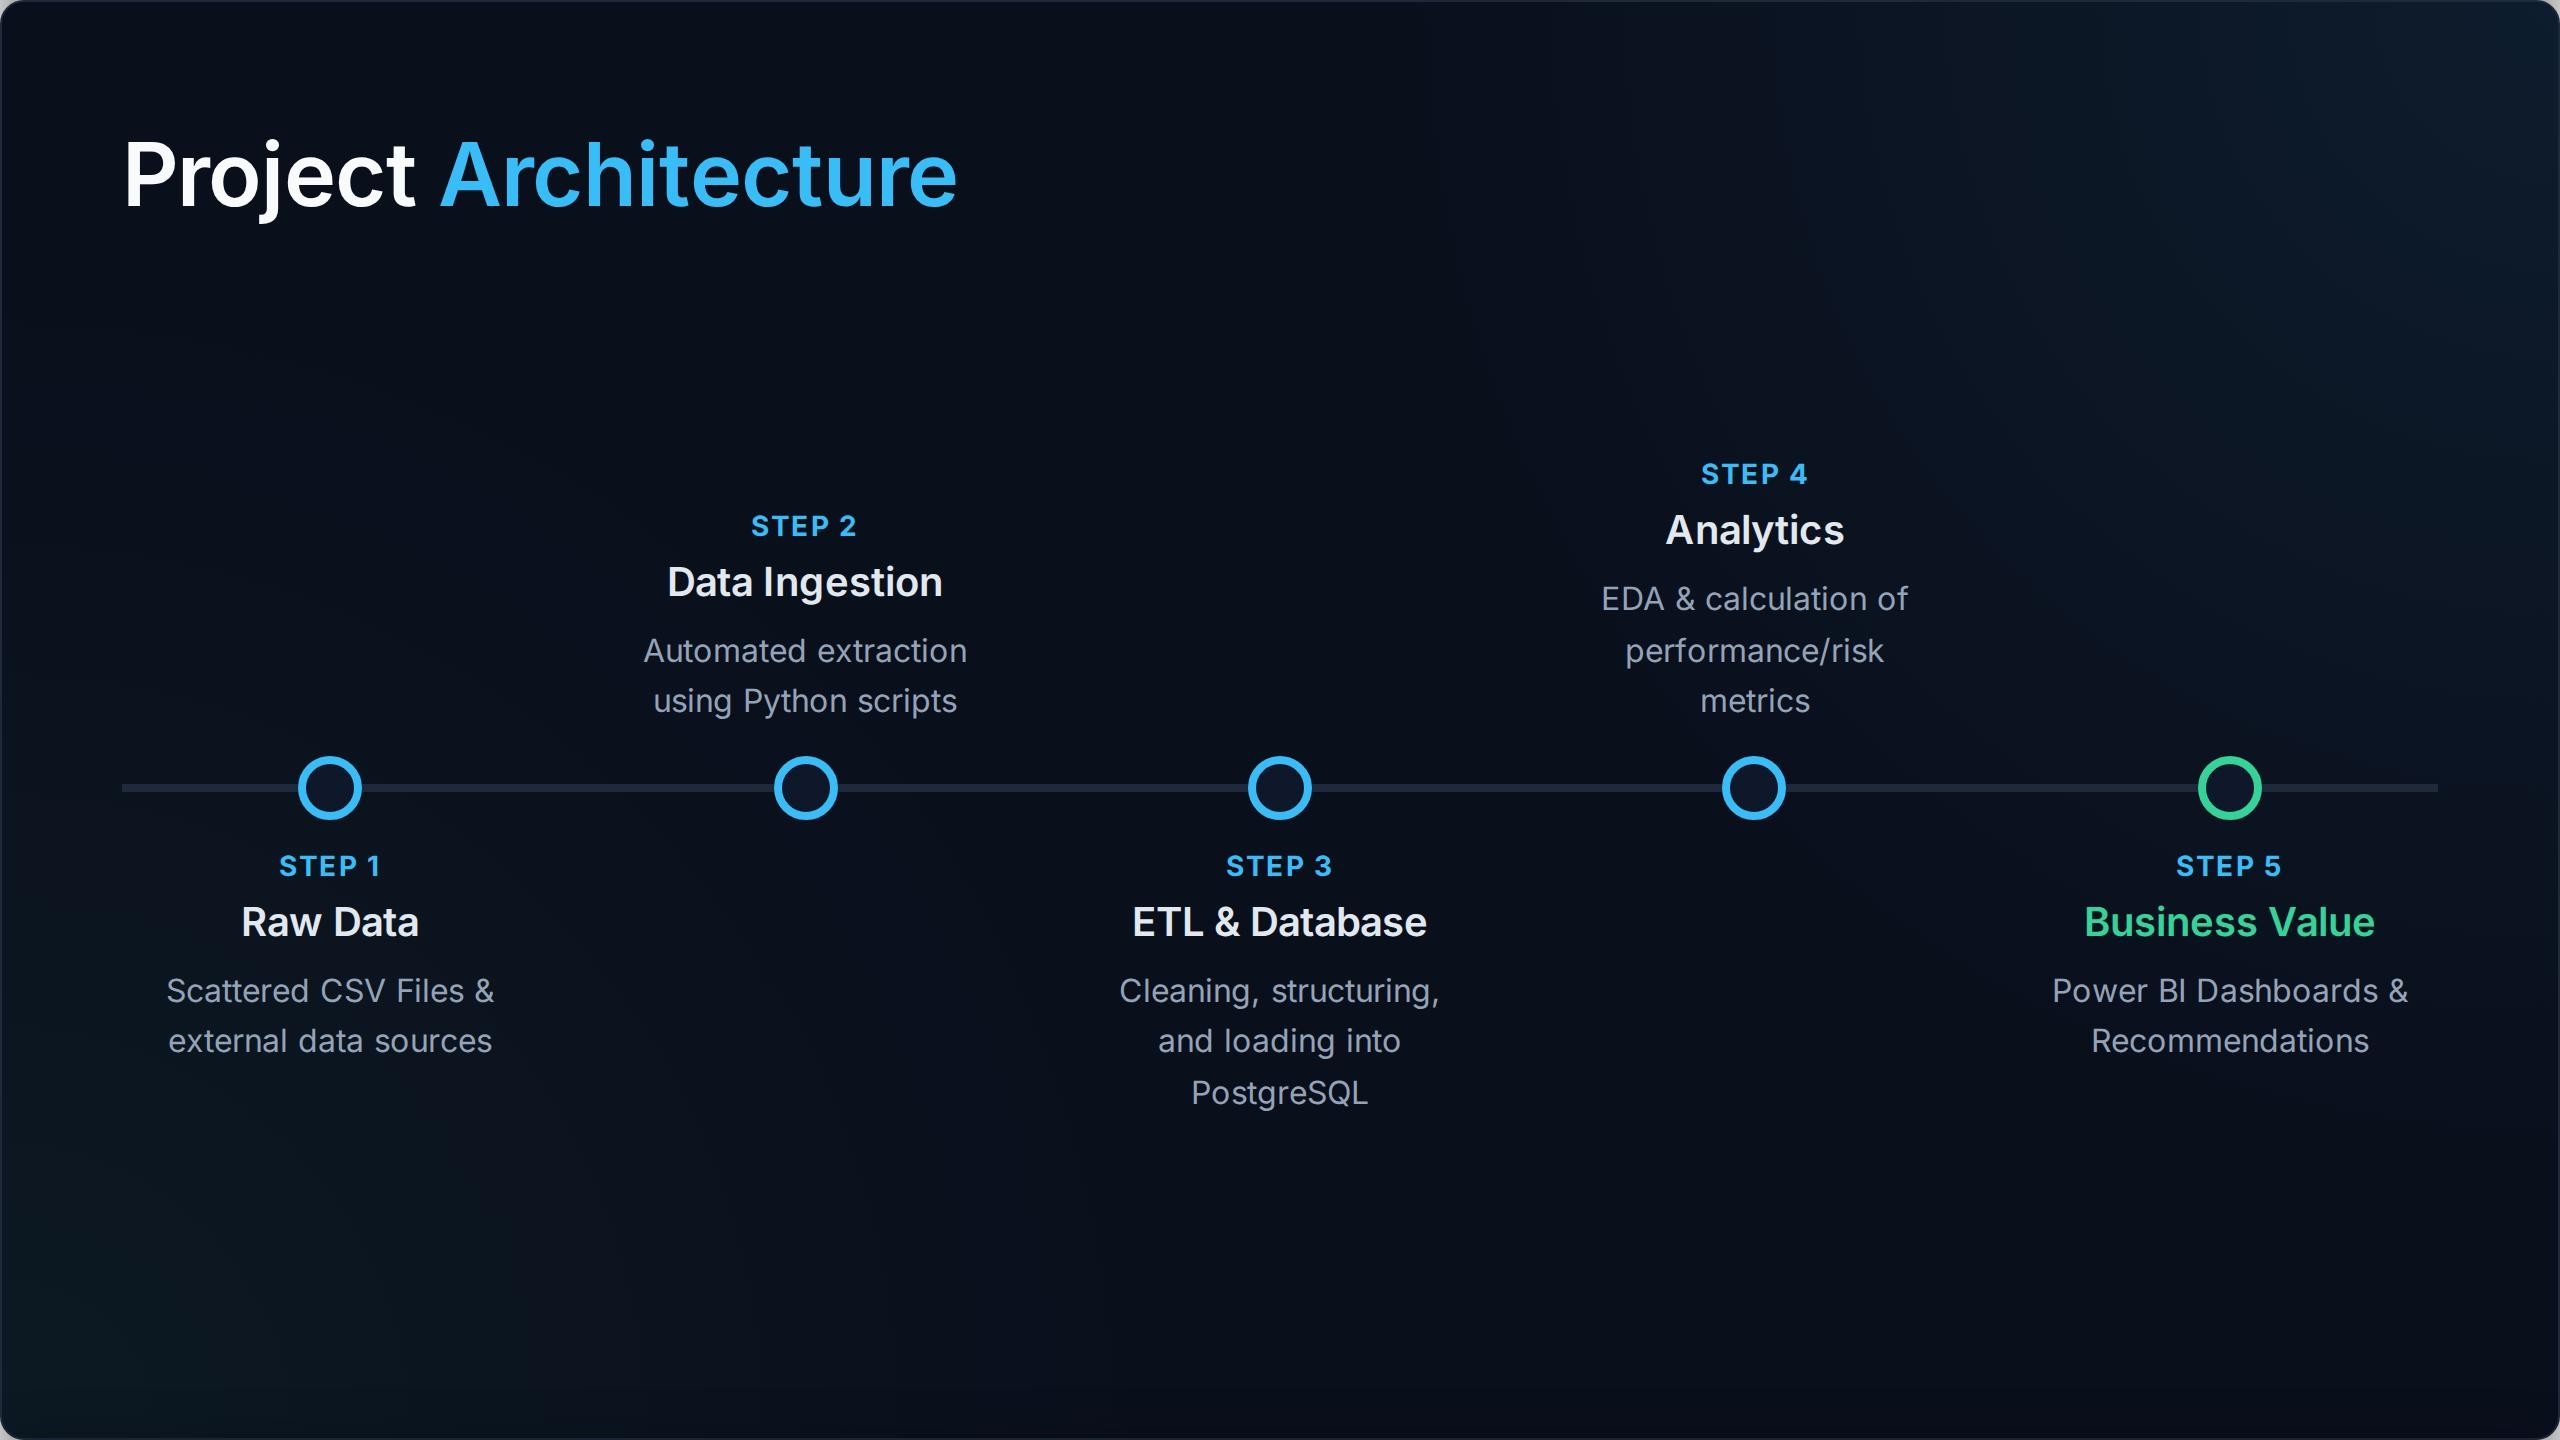 Project Architecture
STEP 1
Raw Data
Scattered CSV Files &
external data sources
STEP 2
Data Ingestion
Automated extraction
using Python scripts
STEP 3
ETL & Database
Cleaning, structuring,
and loading into
PostgreSQL
STEP 4
Analytics
EDA & calculation of
performance/risk
metrics
STEP 5
Business Value
Power BI Dashboards &
Recommendations